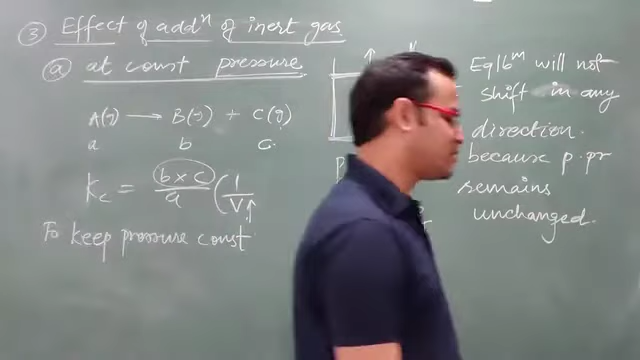 ③ Effect of addⁿ of inert gas
ⓐ at const pressure
A(g) ⟶ B(g) + C(g)
a b c
Kc = b × c / a ( 1 / V↑
To keep pressure const
Eqlbᵐ will not
shift in any
direction.
because p.pr
remains
unchanged.